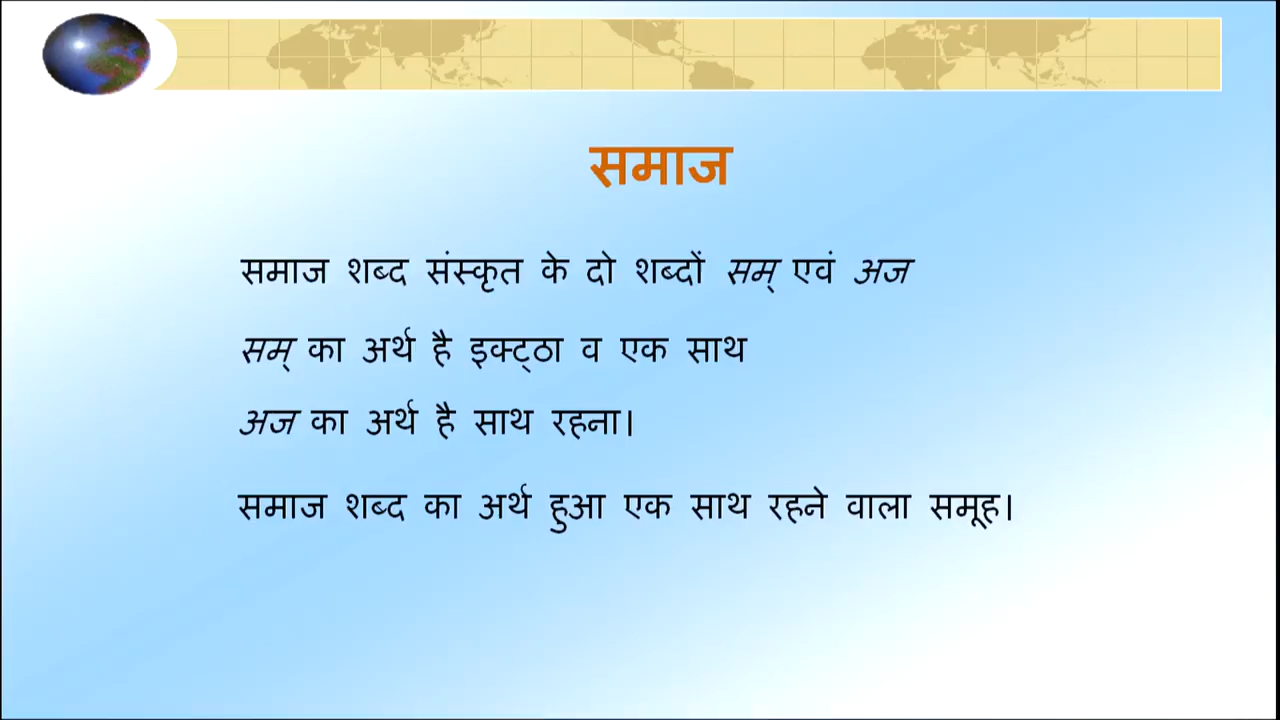 समाज
समाज शब्द संस्कृत के दो शब्दों सम् एवं अज
सम् का अर्थ है इक्ट्ठा व एक साथ
अज का अर्थ है साथ रहना।
समाज शब्द का अर्थ हुआ एक साथ रहने वाला समूह।